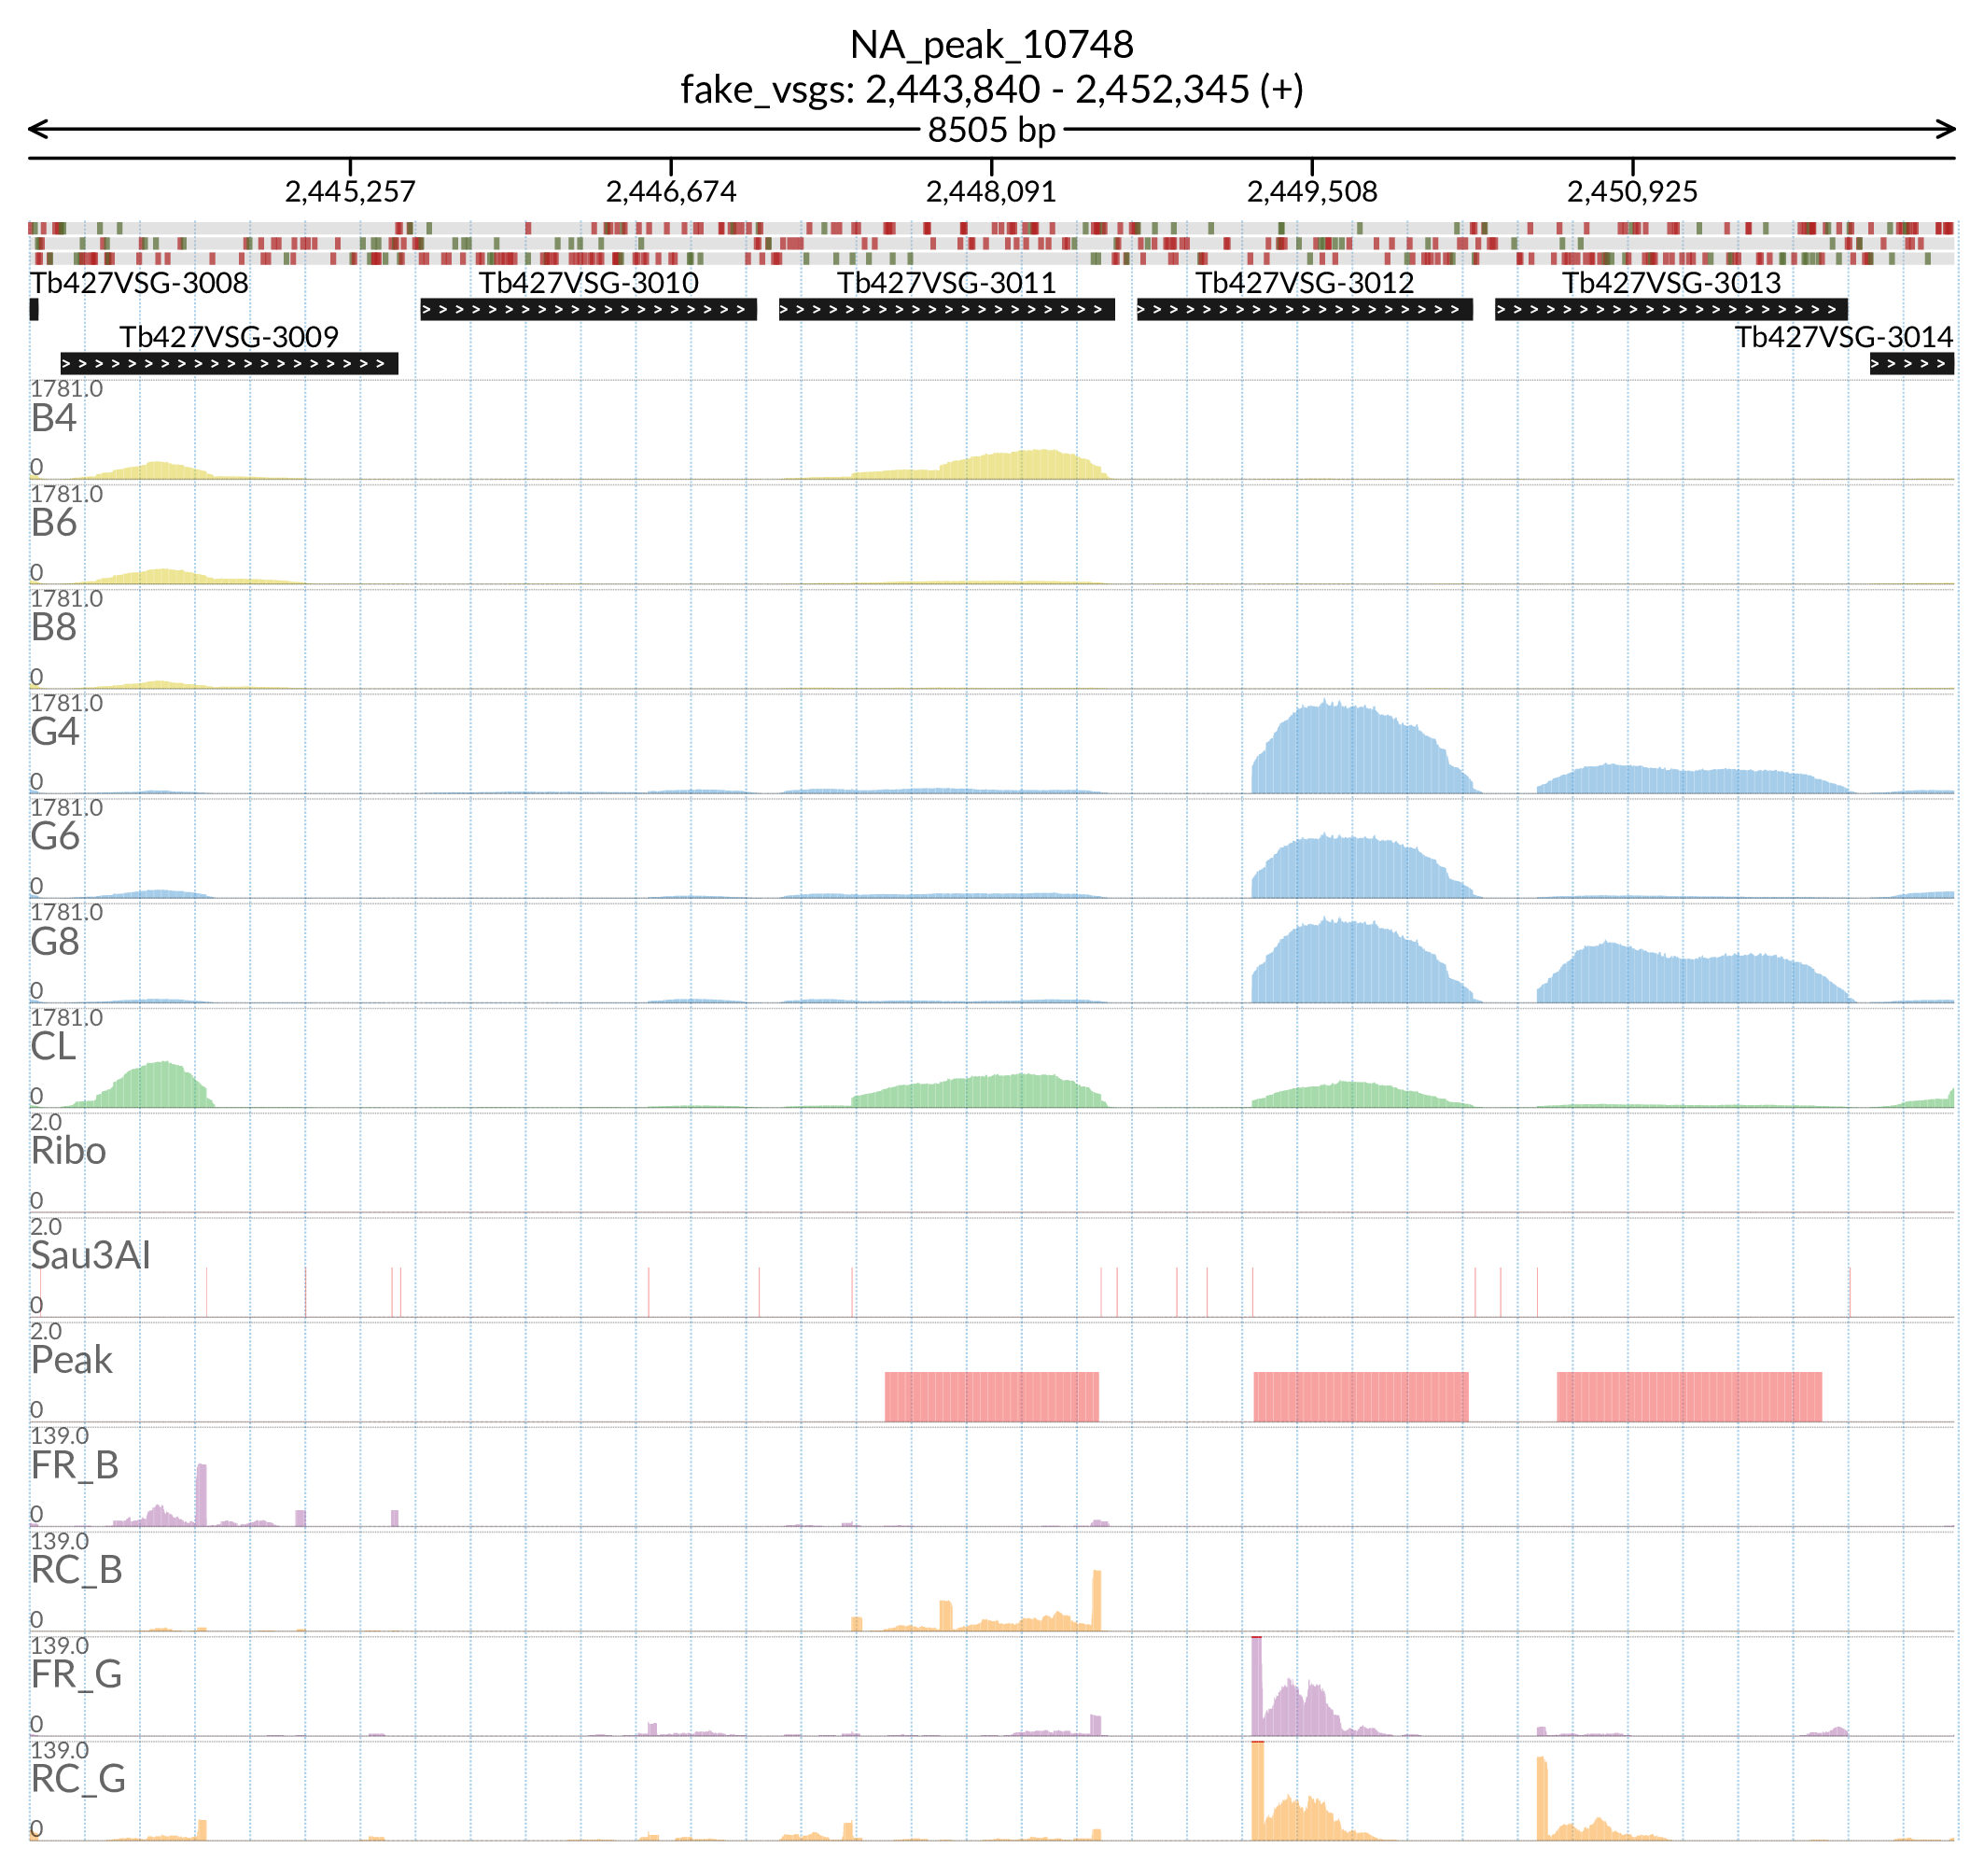 NA_peak_10748
fake_vsgs: 2,443,840 - 2,452,345 (+)
8505 bp
2,445,257 2,446,674 2,448,091 2,449,508 2,450,925
Tb427VSG-3008 Tb427VSG-3010 Tb427VSG-3011 Tb427VSG-3012 Tb427VSG-3013
Tb427VSG-3009 Tb427VSG-3014
1781.0
B4
0
1781.0
B6
0
1781.0
B8
0
1781.0
G4
0
1781.0
G6
0
1781.0
G8
0
1781.0
CL
0
2.0
Ribo
0
2.0
Sau3AI
0
2.0
Peak
0
139.0
FR_B
0
139.0
RC_B
0
139.0
FR_G
0
139.0
RC_G
0